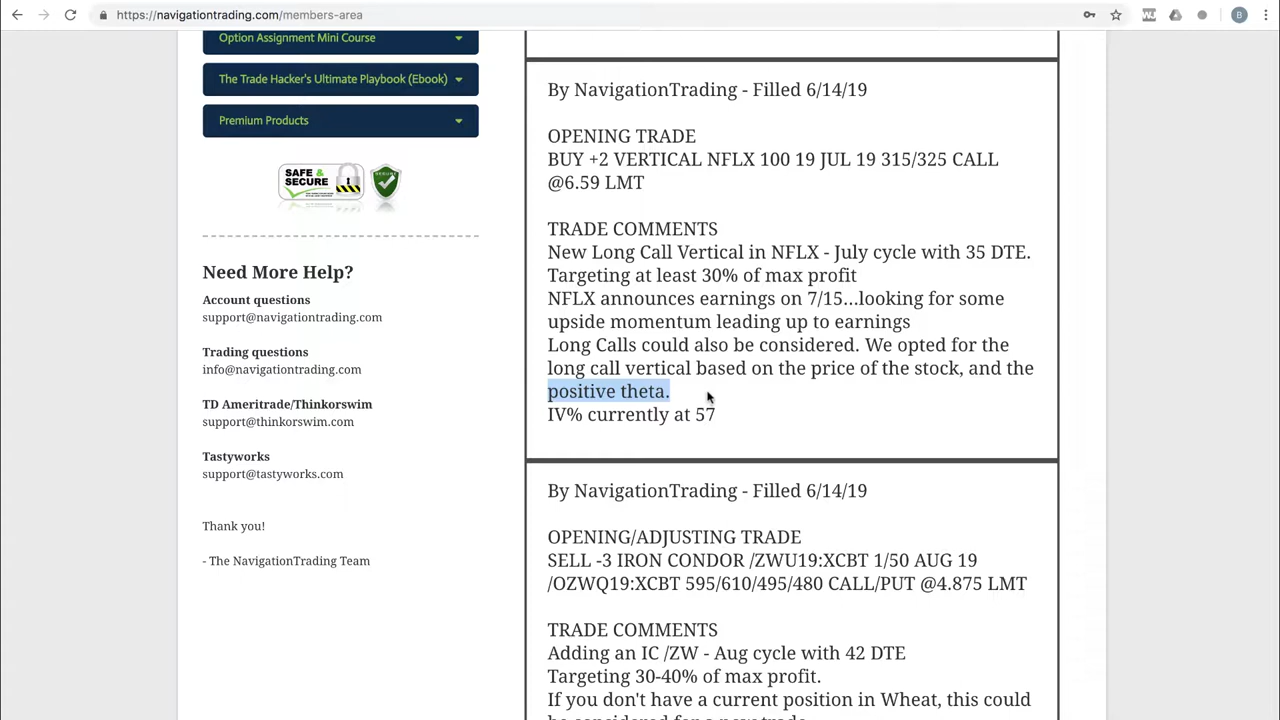 https://navigationtrading.com/members-area
B
Option Assignment Mini Course
The Trade Hacker's Ultimate Playbook (Ebook)
Premium Products
SAFE &
SECURE
Need More Help?
Account questions
support@navigationtrading.com
Trading questions
info@navigationtrading.com
TD Ameritrade/Thinkorswim
support@thinkorswim.com
Tastyworks
support@tastyworks.com
Thank you!
- The NavigationTrading Team
By NavigationTrading - Filled 6/14/19
OPENING TRADE
BUY +2 VERTICAL NFLX 100 19 JUL 19 315/325 CALL
@6.59 LMT
TRADE COMMENTS
New Long Call Vertical in NFLX - July cycle with 35 DTE.
Targeting at least 30% of max profit
NFLX announces earnings on 7/15...looking for some
upside momentum leading up to earnings
Long Calls could also be considered. We opted for the
long call vertical based on the price of the stock, and the
positive theta.
IV% currently at 57
By NavigationTrading - Filled 6/14/19
OPENING/ADJUSTING TRADE
SELL -3 IRON CONDOR /ZWU19:XCBT 1/50 AUG 19
/OZWQ19:XCBT 595/610/495/480 CALL/PUT @4.875 LMT
TRADE COMMENTS
Adding an IC /ZW - Aug cycle with 42 DTE
Targeting 30-40% of max profit.
If you don't have a current position in Wheat, this could